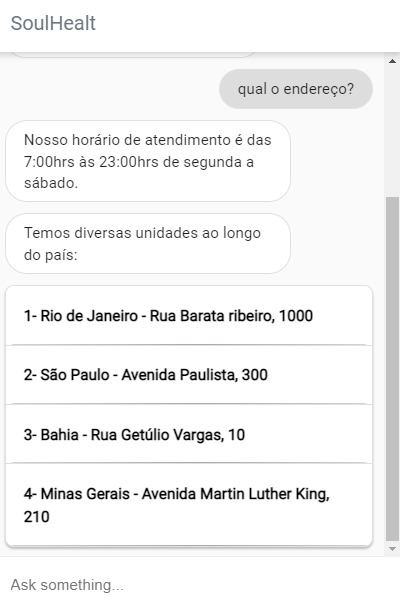 SoulHealt
qual o endereço?
Nosso horário de atendimento é das
7:00hrs às 23:00hrs de segunda a
sábado.
Temos diversas unidades ao longo
do país:
1- Rio de Janeiro - Rua Barata ribeiro, 1000
2- São Paulo - Avenida Paulista, 300
3- Bahia - Rua Getúlio Vargas, 10
4- Minas Gerais - Avenida Martin Luther King,
210
Ask something...